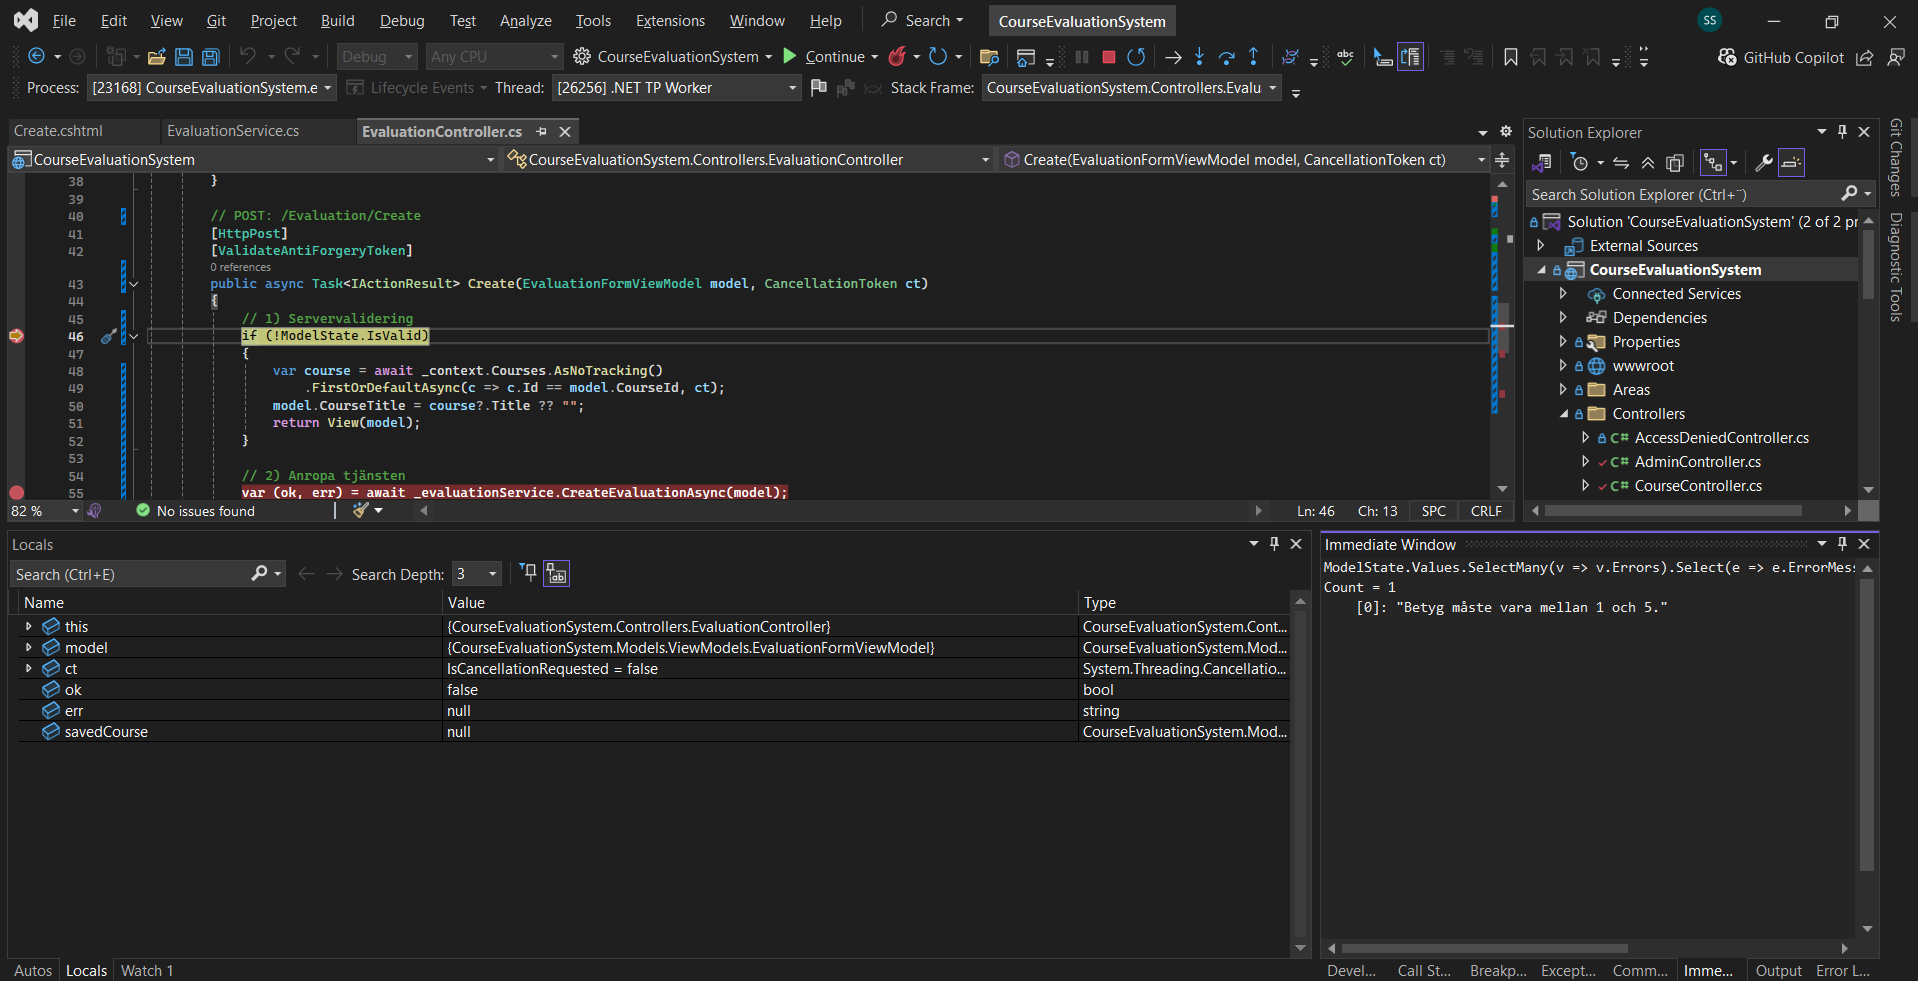 File Edit View Git Project Build Debug Test Analyze Tools Extensions Window Help Search CourseEvaluationSystem SS
Debug Any CPU CourseEvaluationSystem Continue GitHub Copilot
Process: [23168] CourseEvaluationSystem.e Lifecycle Events Thread: [26256] .NET TP Worker Stack Frame: CourseEvaluationSystem.Controllers.Evalu
Create.cshtml EvaluationService.cs EvaluationController.cs
CourseEvaluationSystem CourseEvaluationSystem.Controllers.EvaluationController Create(EvaluationFormViewModel model, CancellationToken ct)
38 }
39
40 // POST: /Evaluation/Create
41 [HttpPost]
42 [ValidateAntiForgeryToken]
0 references
43 public async Task<IActionResult> Create(EvaluationFormViewModel model, CancellationToken ct)
44 {
45 // 1) Servervalidering
46 if (!ModelState.IsValid)
47 {
48 var course = await _context.Courses.AsNoTracking()
49 .FirstOrDefaultAsync(c => c.Id == model.CourseId, ct);
50 model.CourseTitle = course?.Title ?? "";
51 return View(model);
52 }
53
54 // 2) Anropa tjänsten
55 var (ok, err) = await _evaluationService.CreateEvaluationAsync(model);
82 % No issues found Ln: 46 Ch: 13 SPC CRLF
Solution Explorer
Search Solution Explorer (Ctrl+¨)
Solution 'CourseEvaluationSystem' (2 of 2 pr
External Sources
CourseEvaluationSystem
Connected Services
Dependencies
Properties
wwwroot
Areas
Controllers
C# AccessDeniedController.cs
C# AdminController.cs
C# CourseController.cs
Git Changes
Diagnostic Tools
Locals
Search (Ctrl+E) Search Depth: 3
Name Value Type
this {CourseEvaluationSystem.Controllers.EvaluationController} CourseEvaluationSystem.Cont...
model {CourseEvaluationSystem.Models.ViewModels.EvaluationFormViewModel} CourseEvaluationSystem.Mod...
ct IsCancellationRequested = false System.Threading.Cancellatio...
ok false bool
err null string
savedCourse null CourseEvaluationSystem.Mod...
Autos Locals Watch 1
Immediate Window
ModelState.Values.SelectMany(v => v.Errors).Select(e => e.ErrorMess
Count = 1
[0]: "Betyg måste vara mellan 1 och 5."
Devel... Call St... Breakp... Except... Comm... Imme... Output Error L...